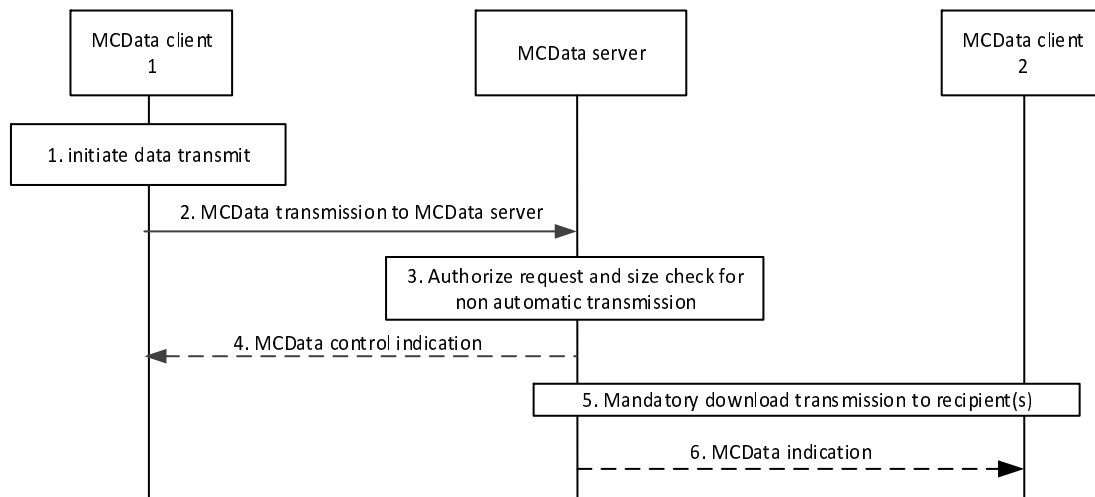 MCData client
1
MCData server
MCData client
2
1. initiate data transmit
2. MCData transmission to MCData server
3. Authorize request and size check for
non automatic transmission
4. MCData control indication
5. Mandatory download transmission to recipient(s)
6. MCData indication